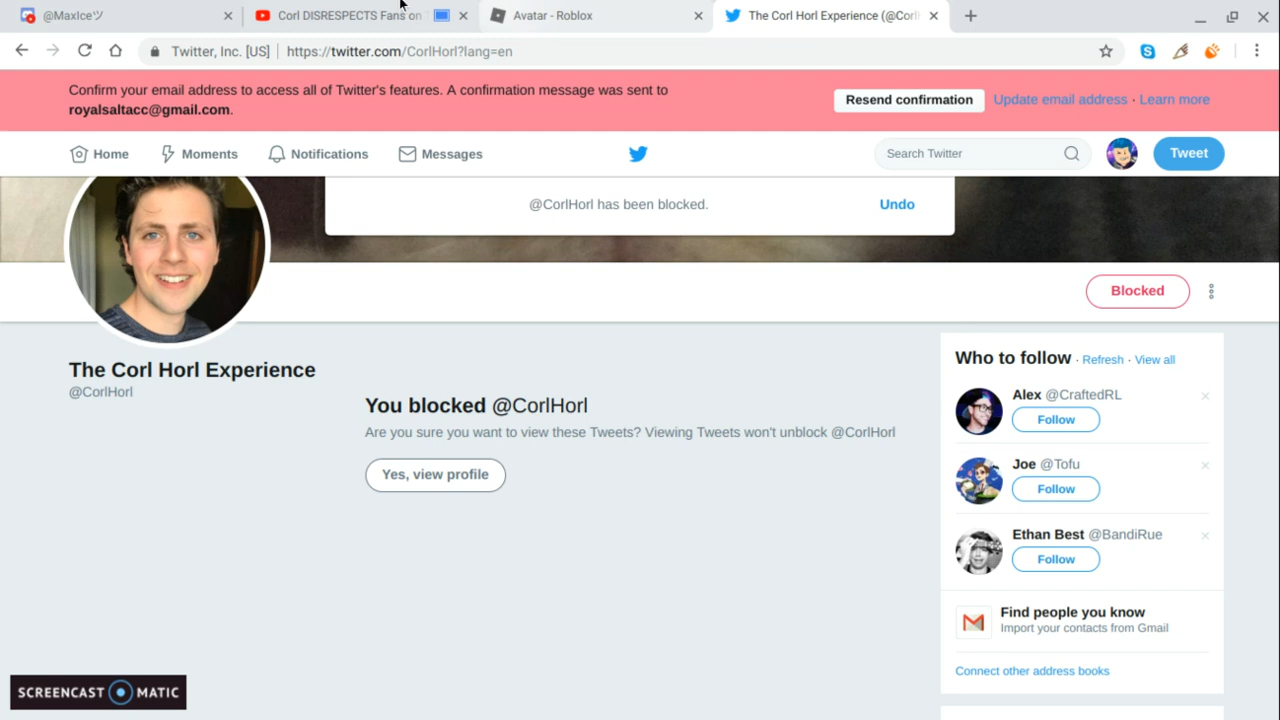 @MaxIceツ
Corl DISRESPECTS Fans on
Avatar - Roblox
The Corl Horl Experience (@Corl
Twitter, Inc. [US]
https://twitter.com/CorlHorl?lang=en
Confirm your email address to access all of Twitter's features. A confirmation message was sent to
royalsaltacc@gmail.com.
Resend confirmation
Update email address · Learn more
Home
Moments
Notifications
Messages
Search Twitter
Tweet
@CorlHorl has been blocked.
Undo
Blocked
The Corl Horl Experience
@CorlHorl
You blocked @CorlHorl
Are you sure you want to view these Tweets? Viewing Tweets won't unblock @CorlHorl
Yes, view profile
Who to follow · Refresh · View all
Alex @CraftedRL
Follow
Joe @Tofu
Follow
Ethan Best @BandiRue
Follow
Find people you know
Import your contacts from Gmail
Connect other address books
SCREENCAST MATIC